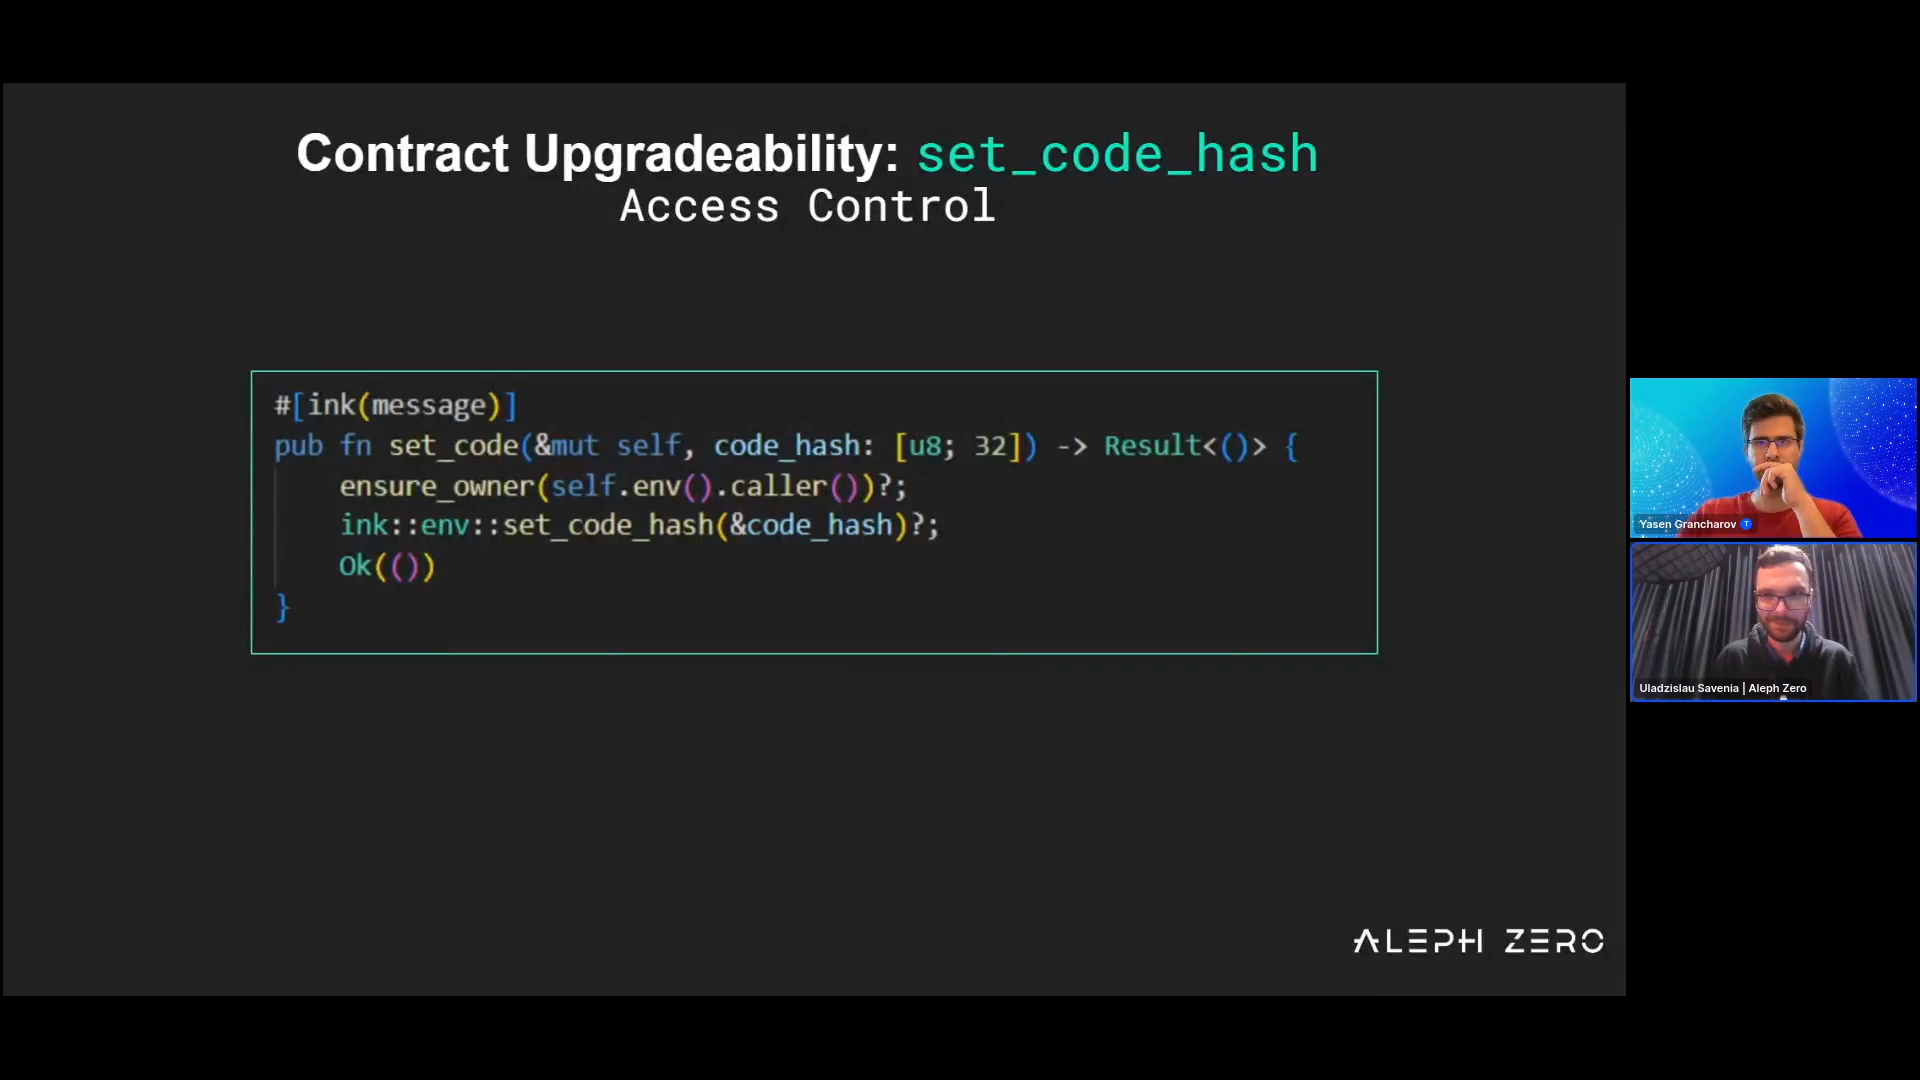 Contract Upgradeability: set_code_hash
Access Control
#[ink(message)]
pub fn set_code(&mut self, code_hash: [u8; 32]) -> Result<()> {
    ensure_owner(self.env().caller())?;
    ink::env::set_code_hash(&code_hash)?;
    Ok(())
}
Yasen Grancharov T
Uladzislau Savenia | Aleph Zero
ALEPH ZERO